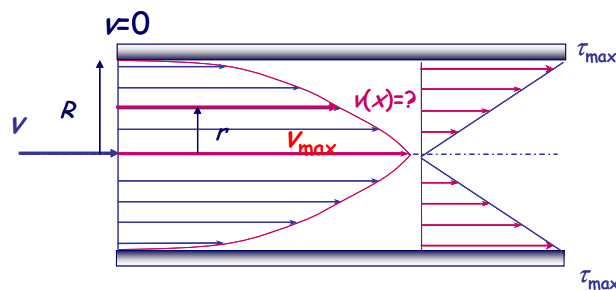 v=0
τmax
R
v(x)=?
v
r
vmax
τmax